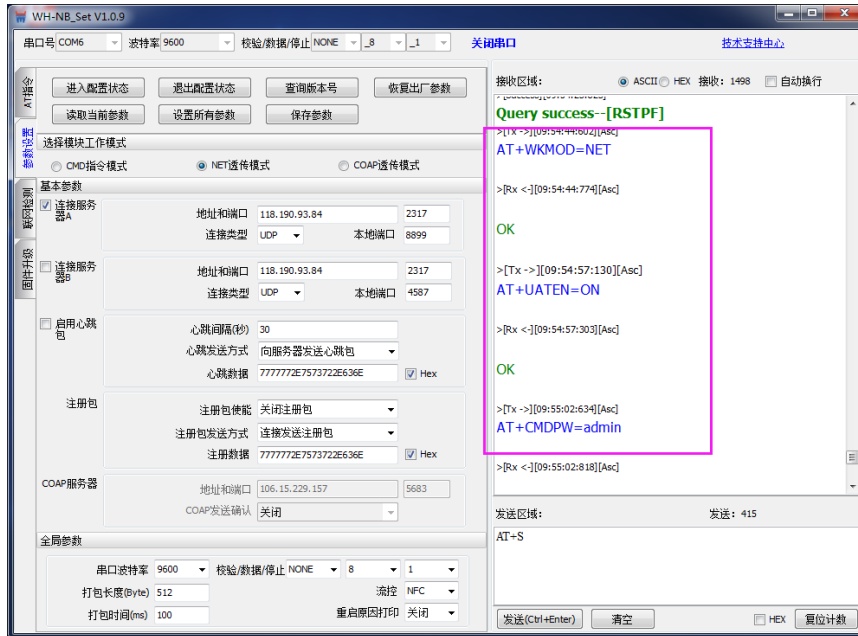 WH-NB_Set V1.0.9
串口号 COM6 波特率 9600 校验/数据/停止 NONE _8 _1 关闭串口 技术支持中心
AT指令
参数设置
联网检测
固件升级
进入配置状态 退出配置状态 查询版本号 恢复出厂参数
读取当前参数 设置所有参数 保存参数
选择模块工作模式
CMD指令模式 NET透传模式 COAP透传模式
基本参数
连接服务器A
地址和端口 118.190.93.84 2317
连接类型 UDP 本地端口 8899
连接服务器B
地址和端口 118.190.93.84 2317
连接类型 UDP 本地端口 4587
启用心跳包
心跳间隔(秒) 30
心跳发送方式 向服务器发送心跳包
心跳数据 7777772E7573722E636E Hex
注册包
注册包使能 关闭注册包
注册包发送方式 连接发送注册包
注册数据 7777772E7573722E636E Hex
COAP服务器
地址和端口 106.15.229.157 5683
COAP发送确认 关闭
全局参数
串口波特率 9600 校验/数据/停止 NONE 8 1
打包长度(Byte) 512 流控 NFC
打包时间(ms) 100 重启原因打印 关闭
接收区域: ASCII HEX 接收: 1498 自动换行
Query success--[RSTPF]
>[Tx ->][09:54:44:602][Asc]
AT+WKMOD=NET
>[Rx <-][09:54:44:774][Asc]
OK
>[Tx ->][09:54:57:130][Asc]
AT+UATEN=ON
>[Rx <-][09:54:57:303][Asc]
OK
>[Tx ->][09:55:02:634][Asc]
AT+CMDPW=admin
>[Rx <-][09:55:02:818][Asc]
发送区域: 发送: 415
AT+S
发送(Ctrl+Enter) 清空 HEX 复位计数